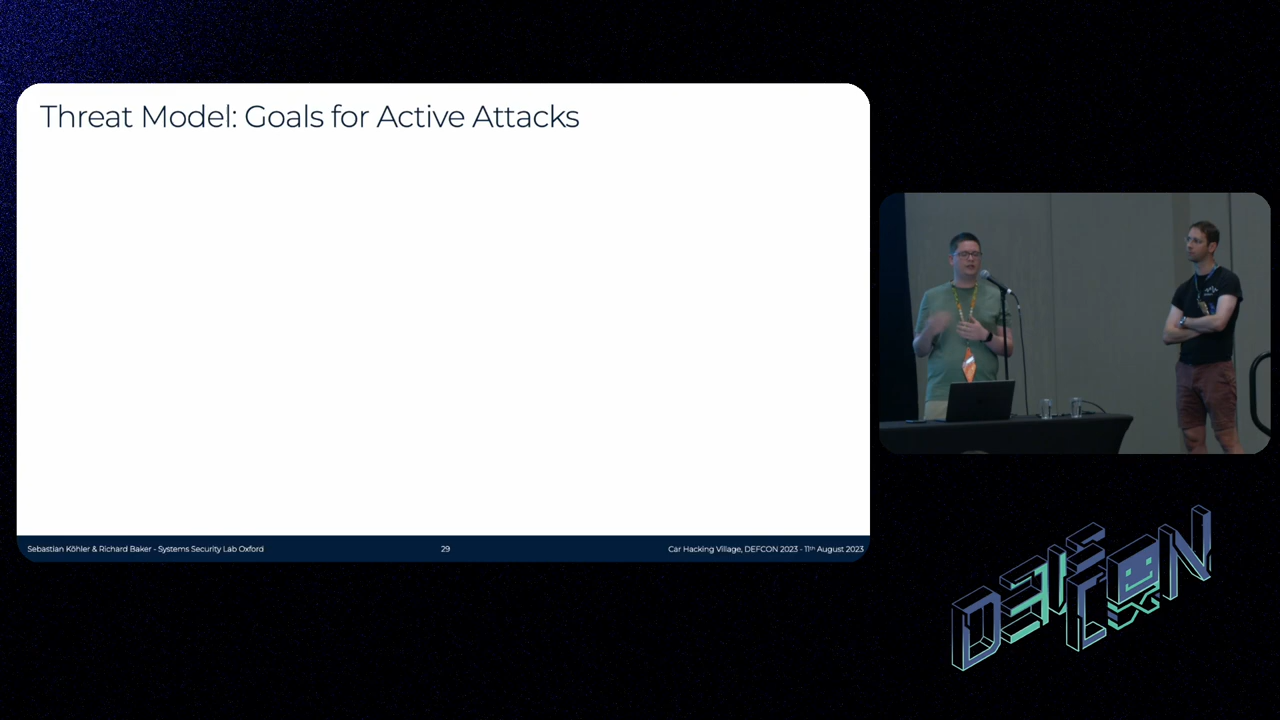 Threat Model: Goals for Active Attacks
Sebastian Köhler & Richard Baker - Systems Security Lab Oxford
29
Car Hacking Village, DEFCON 2023 - 11th August 2023
DEFCON